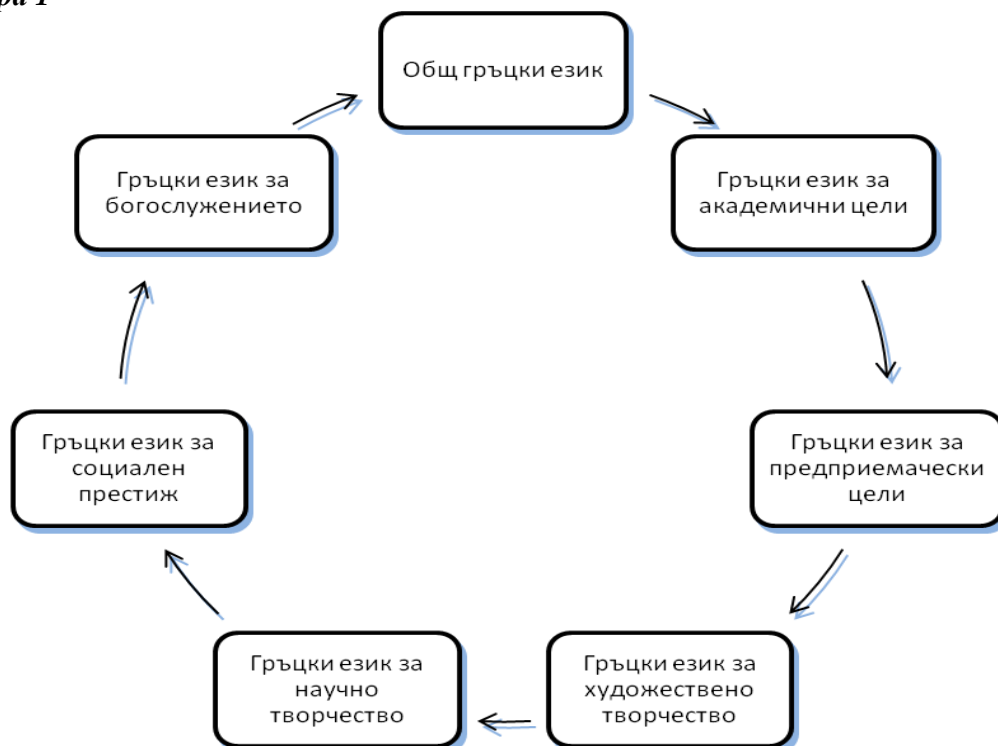 Общ гръцки език
Гръцки език за
академични цели
Гръцки език за
предприемачески
цели
Гръцки език за
художествено
творчество
Гръцки език за
научно
творчество
Гръцки език за
социален
престиж
Гръцки език за
богослужението